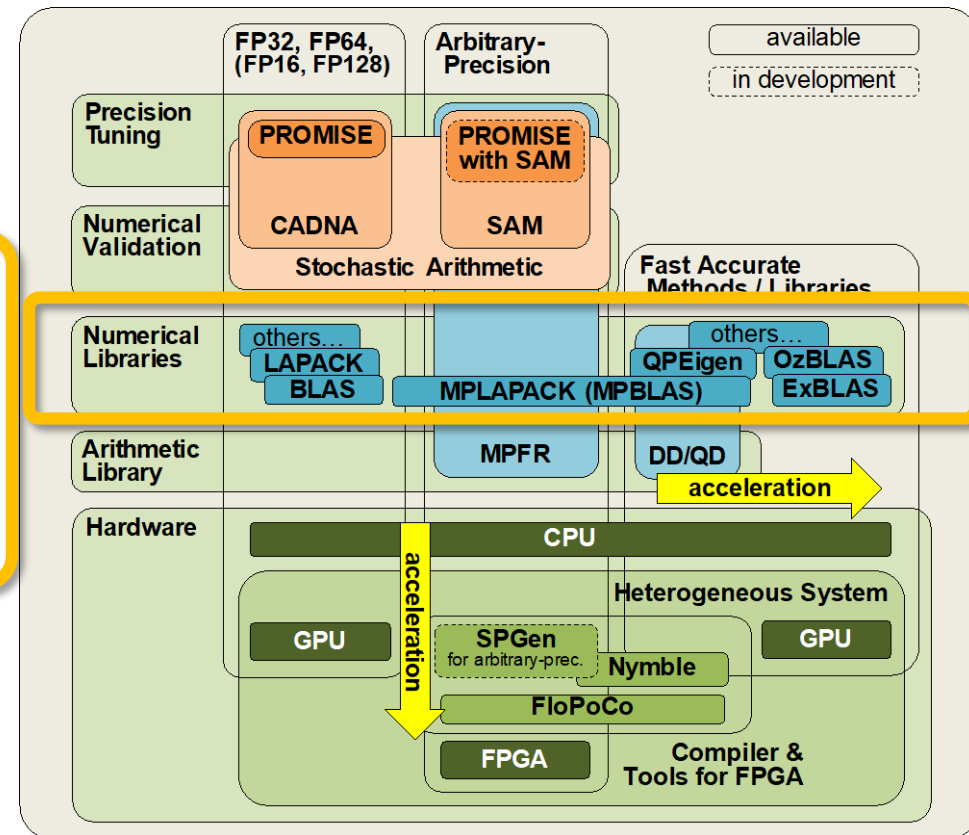 FP32, FP64,
(FP16, FP128)
Arbitrary-
Precision
available
in development
Precision
Tuning
PROMISE
PROMISE
with SAM
CADNA
SAM
Numerical
Validation
Stochastic Arithmetic
Fast Accurate
Methods / Libraries
Numerical
Libraries
others…
LAPACK
BLAS
MPLAPACK (MPBLAS)
others…
QPEigen
OzBLAS
ExBLAS
Arithmetic
Library
MPFR
DD/QD
acceleration
Hardware
CPU
acceleration
Heterogeneous System
GPU
SPGen
for arbitrary-prec.
GPU
Nymble
FloPoCo
FPGA
Compiler &
Tools for FPGA